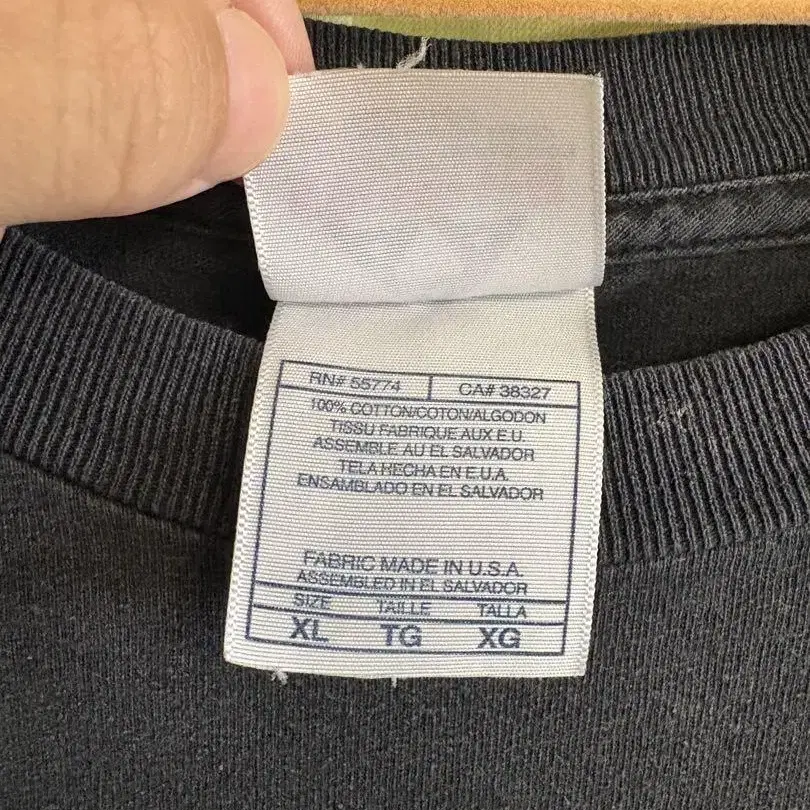 RN# 55774 CA# 38327
100% COTTON/COTON/ALGODON
TISSU FABRIQUE AUX E.U.
ASSEMBLE AU EL SALVADOR
TELA HECHA EN E.U.A.
ENSAMBLADO EN EL SALVADOR
FABRIC MADE IN U.S.A.
ASSEMBLED IN EL SALVADOR
SIZE TAILLE TALLA
XL TG XG